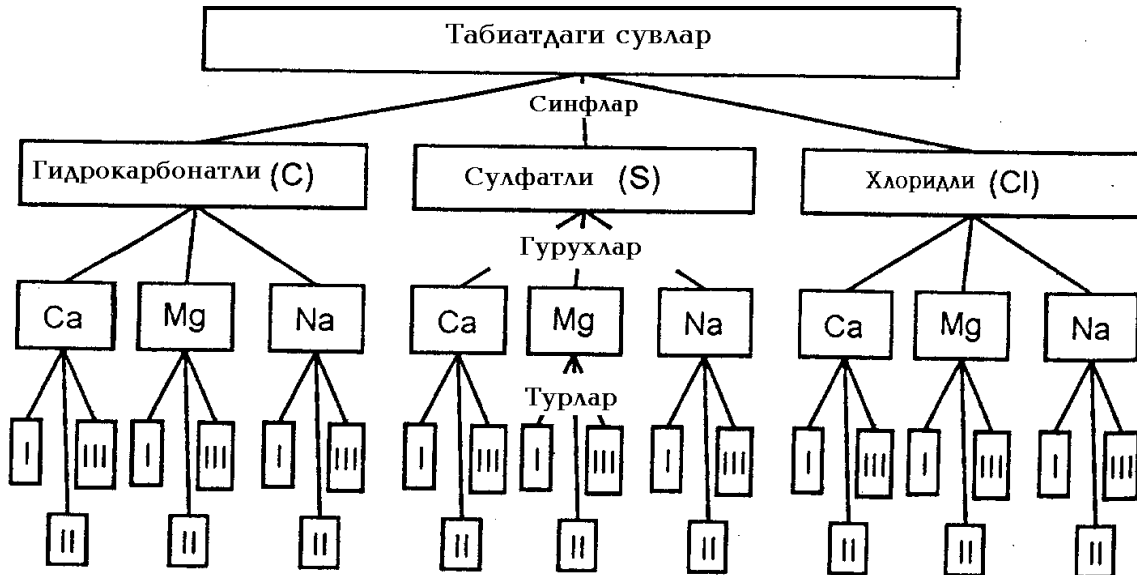 Табиатдаги сувлар
Синфлар
Гидрокарбонатли (C)
Сулфатли (S)
Хлоридли (Cl)
Гурухлар
Ca Mg Na Ca Mg Na Ca Mg Na
Турлар
I III I III I III I III I III I III I III I III I III
II II II II II II II II II